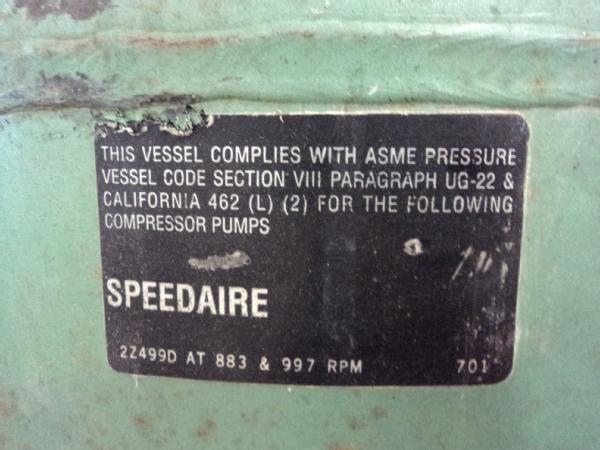 THIS VESSEL COMPLIES WITH ASME PRESSURE
VESSEL CODE SECTION VIII PARAGRAPH UG-22 &
CALIFORNIA 462 (L) (2) FOR THE FOLLOWING
COMPRESSOR PUMPS
SPEEDAIRE
2Z499D AT 883 & 997 RPM 701